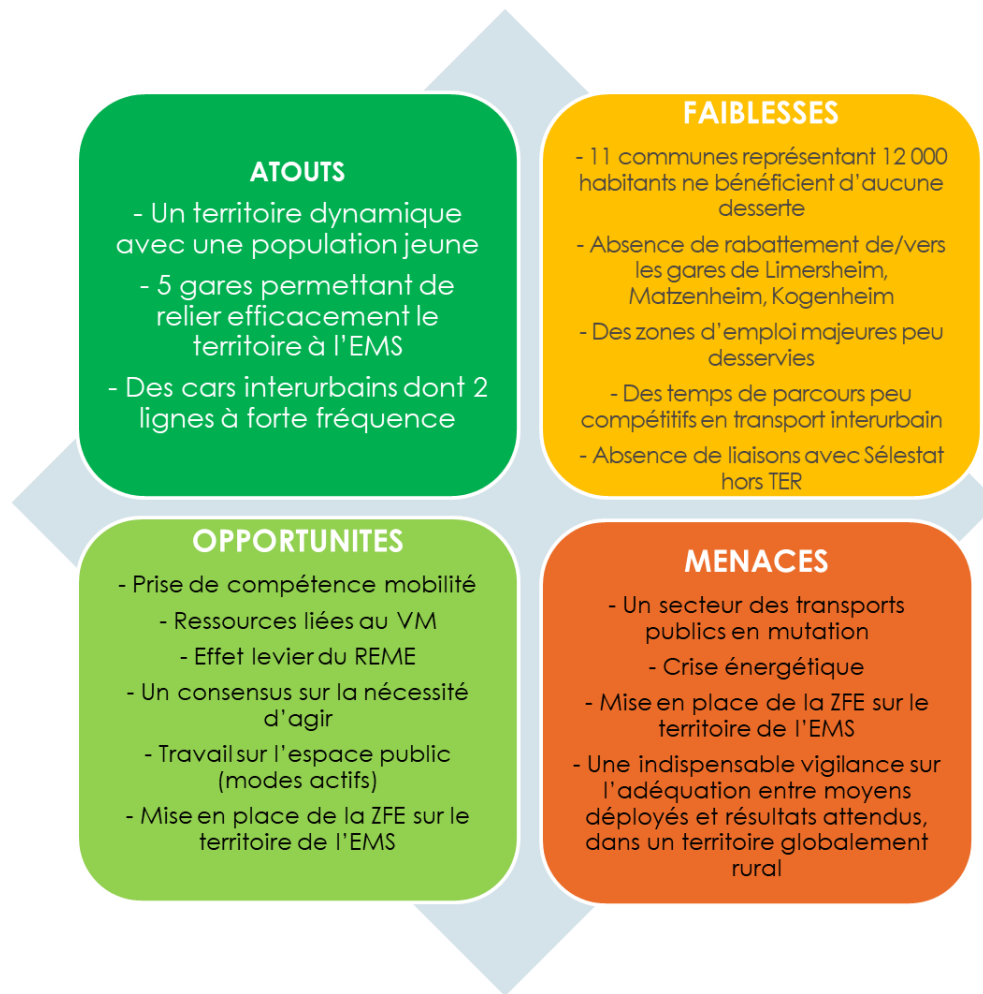 ATOUTS
- Un territoire dynamique
avec une population jeune
- 5 gares permettant de
relier efficacement le
territoire à l'EMS
- Des cars interurbains dont 2
lignes à forte fréquence
FAIBLESSES
- 11 communes représentant 12 000
habitants ne bénéficient d'aucune
desserte
- Absence de rabattement de/vers
les gares de Limersheim,
Matzenheim, Kogenheim
- Des zones d'emploi majeures peu
desservies
- Des temps de parcours peu
compétitifs en transport interurbain
- Absence de liaisons avec Sélestat
hors TER
OPPORTUNITES
- Prise de compétence mobilité
- Ressources liées au VM
- Effet levier du REME
- Un consensus sur la nécessité
d'agir
- Travail sur l'espace public
(modes actifs)
- Mise en place de la ZFE sur le
territoire de l'EMS
MENACES
- Un secteur des transports
publics en mutation
- Crise énergétique
- Mise en place de la ZFE sur le
territoire de l'EMS
- Une indispensable vigilance sur
l'adéquation entre moyens
déployés et résultats attendus,
dans un territoire globalement
rural